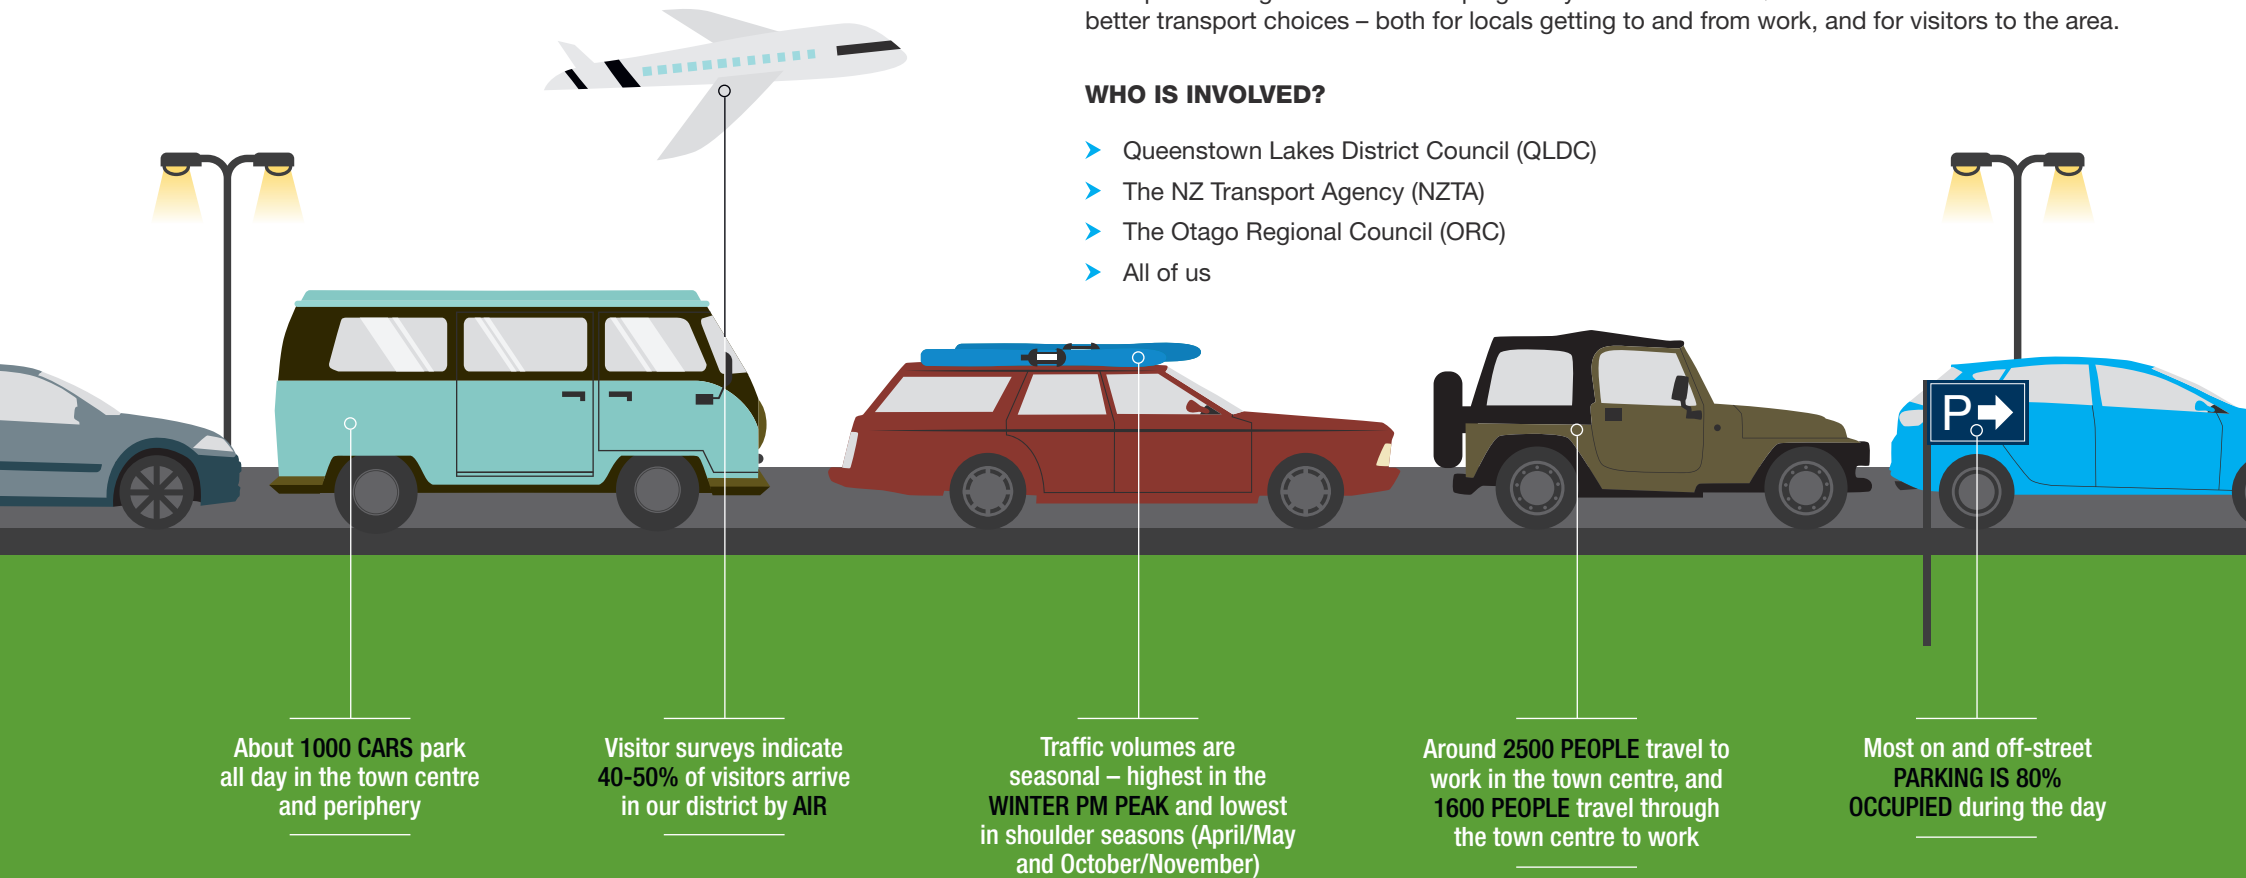 better transport choices – both for locals getting to and from work, and for visitors to the area.
WHO IS INVOLVED?
Queenstown Lakes District Council (QLDC)
The NZ Transport Agency (NZTA)
The Otago Regional Council (ORC)
All of us
P
About 1000 CARS park
all day in the town centre
and periphery
Visitor surveys indicate
40-50% of visitors arrive
in our district by AIR
Traffic volumes are
seasonal – highest in the
WINTER PM PEAK and lowest
in shoulder seasons (April/May
and October/November)
Around 2500 PEOPLE travel to
work in the town centre, and
1600 PEOPLE travel through
the town centre to work
Most on and off-street
PARKING IS 80%
OCCUPIED during the day